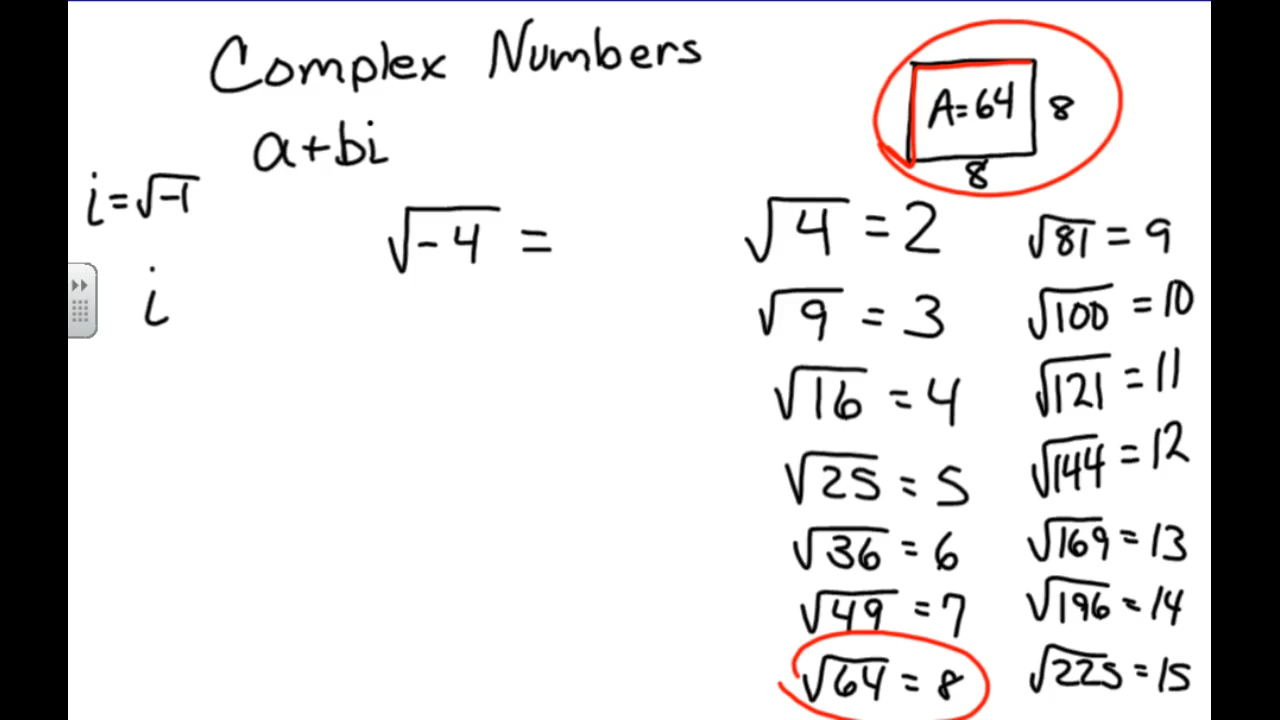 Complex Numbers
a+bi
i = √-1
i
√-4 =
A=64
8
8
√4 = 2
√9 = 3
√16 = 4
√25 = 5
√36 = 6
√49 = 7
√64 = 8
√81 = 9
√100 = 10
√121 = 11
√144 = 12
√169 = 13
√196 = 14
√225 = 15